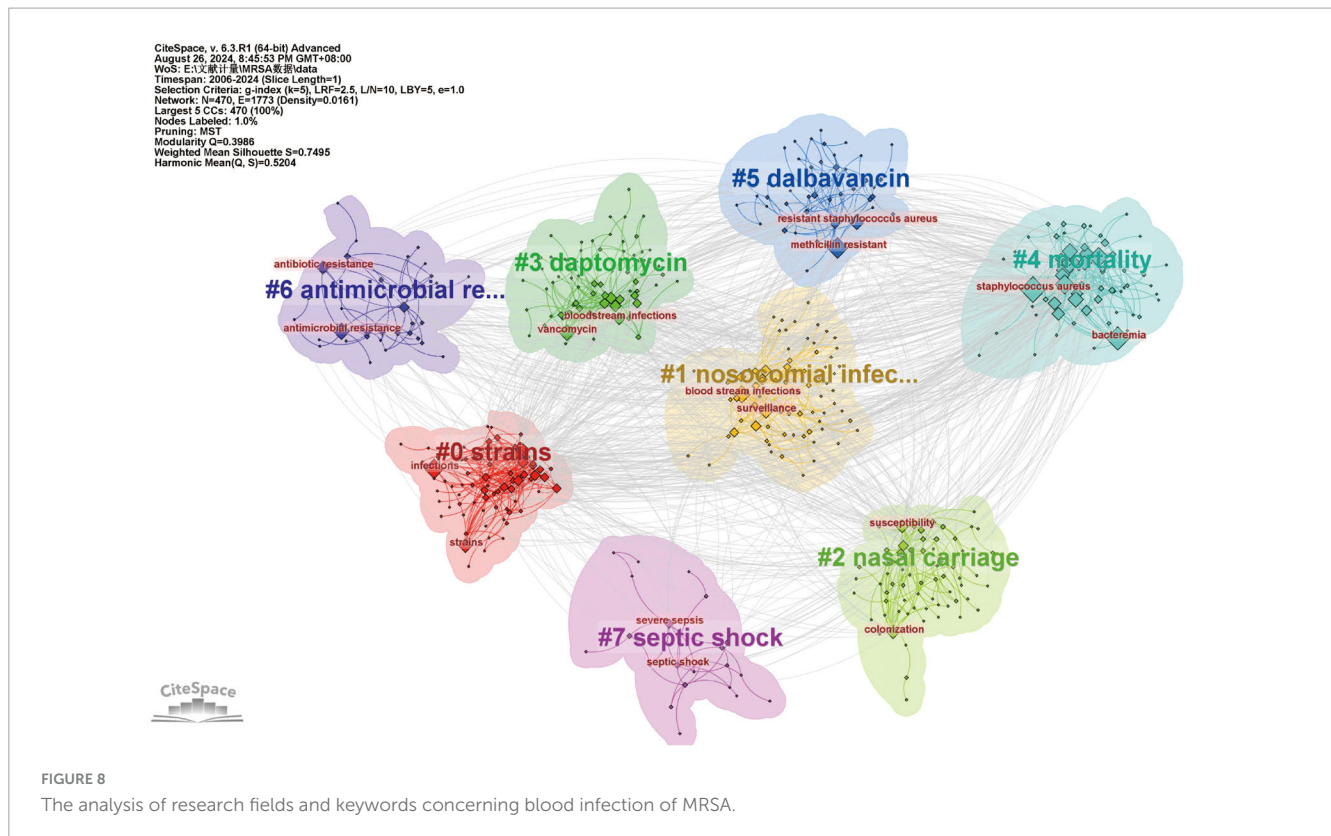 CiteSpace, v. 6.3.R1 (64-bit) Advanced
August 26, 2024, 8:45:53 PM GMT+08:00
WoS: E:\文献计量\MRSA数据\data
Timespan: 2006-2024 (Slice Length=1)
Selection Criteria: g-index (k=5), LRF=2.5, L/N=10, LBY=5, e=1.0
Network: N=470, E=1773 (Density=0.0161)
Largest 5 CCs: 470 (100%)
Nodes Labeled: 1.0%
Pruning: MST
Modularity Q=0.3986
Weighted Mean Silhouette S=0.7495
Harmonic Mean(Q, S)=0.5204
#5 dalbavancin
resistant staphylococcus aureus
methicillin resistant
#4 mortality
staphylococcus aureus
bacteremia
#3 daptomycin
bloodstream infections
vancomycin
antibiotic resistance
#6 antimicrobial re...
antimicrobial resistance
#1 nosocomial infec...
blood stream infections
surveillance
#0 strains
infections
strains
susceptibility
#2 nasal carriage
colonization
severe sepsis
#7 septic shock
septic shock
CiteSpace
FIGURE 8
The analysis of research fields and keywords concerning blood infection of MRSA.